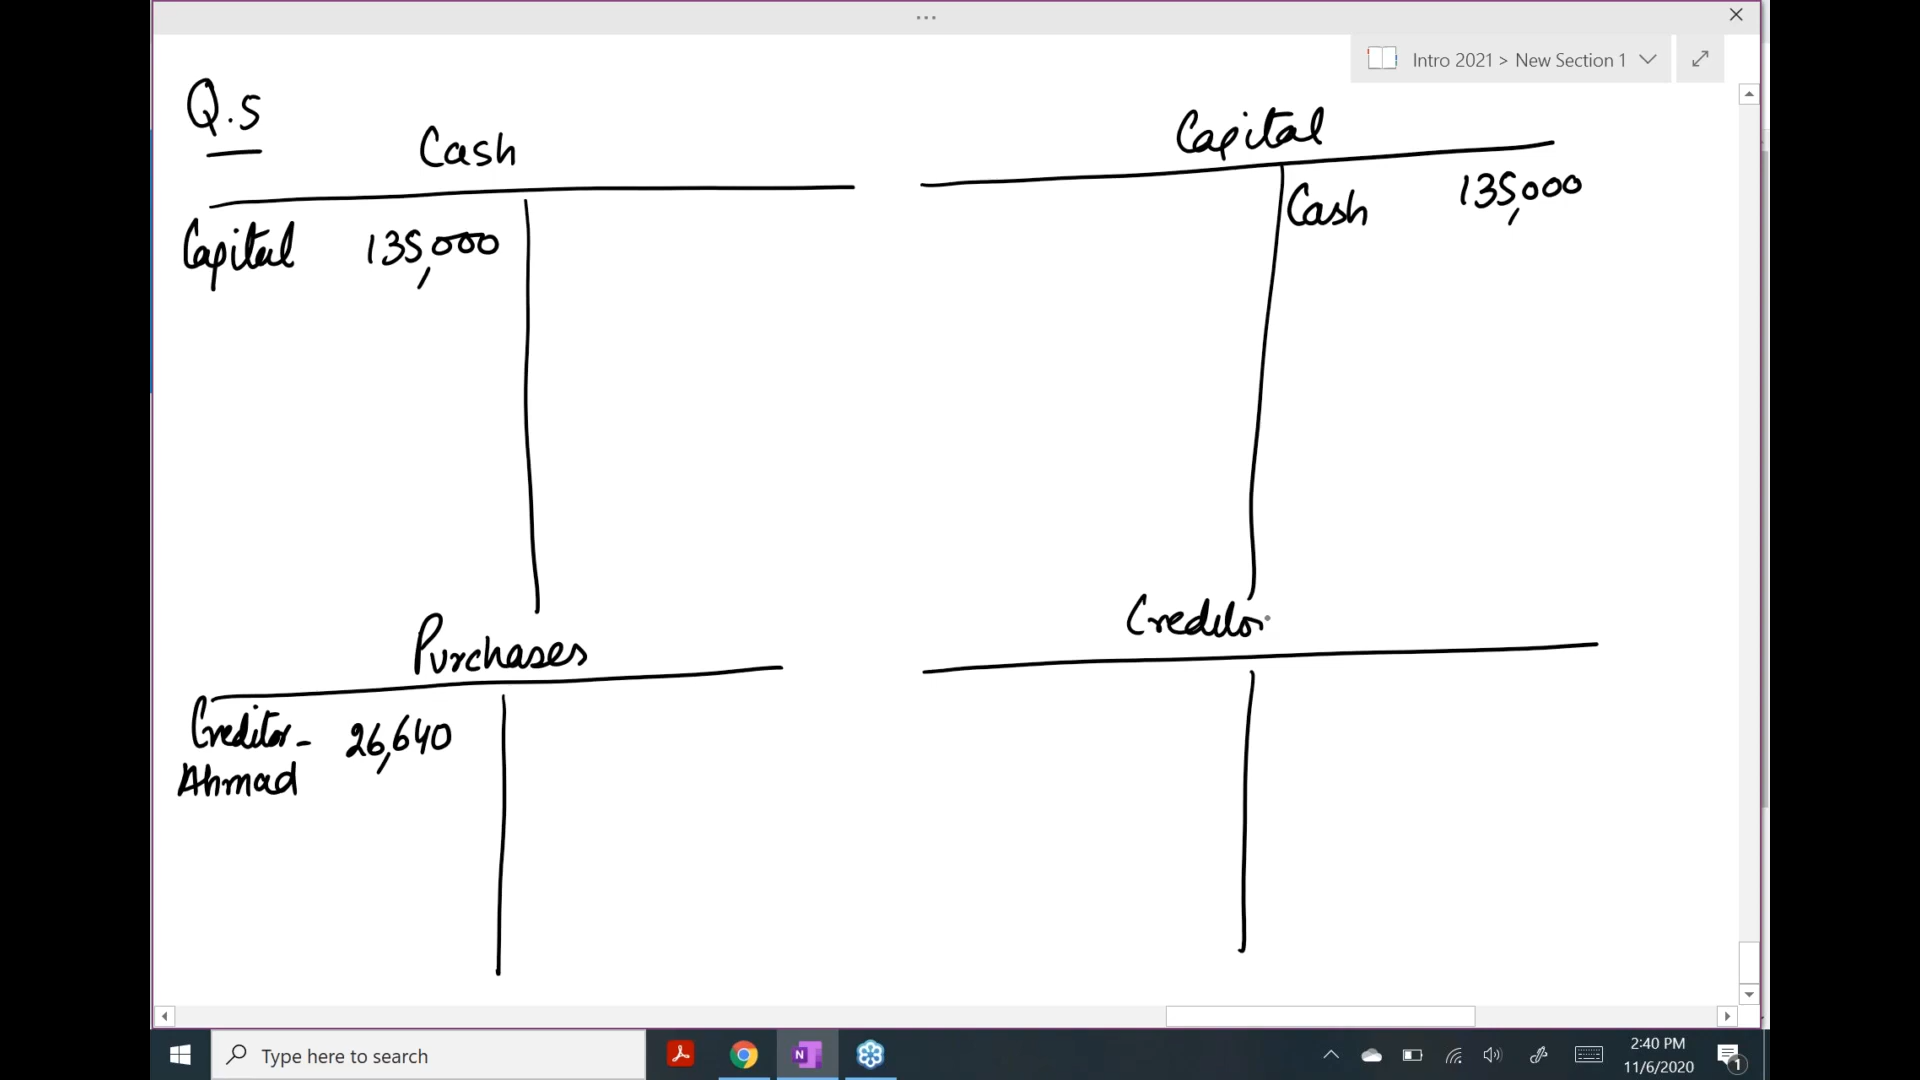 ...
Intro 2021 > New Section 1
Q.5
Cash
Capital 135,000
Capital
Cash 135,000
Purchases
Creditor - 26,640
Ahmad
Creditor
Type here to search
N
2:40 PM
11/6/2020
1